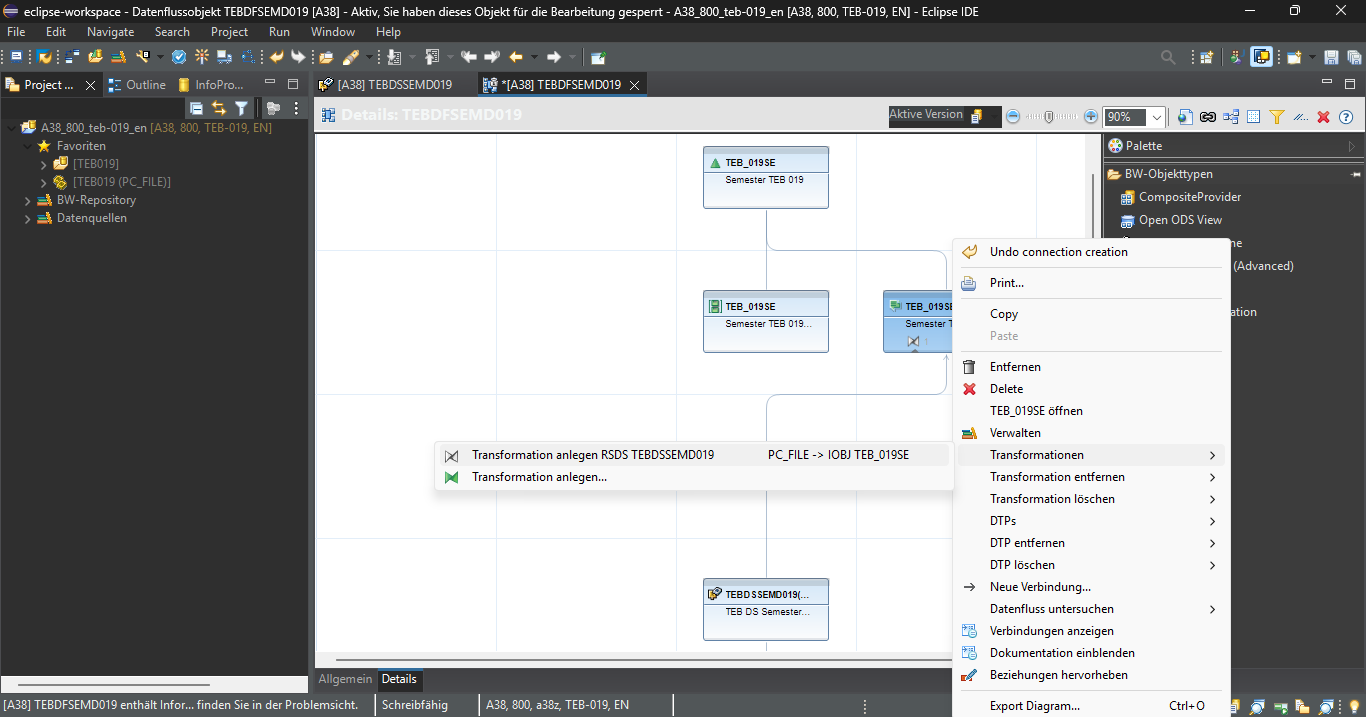 eclipse-workspace - Datenflussobjekt TEBDFSEMD019 [A38] - Aktiv, Sie haben dieses Objekt für die Bearbeitung gesperrt - A38_800_teb-019_en [A38, 800, TEB-019, EN] - Eclipse IDE
File Edit Navigate Search Project Run Window Help
Project ... Outline InfoPro...
[A38] TEBDSSEMD019 *[A38] TEBDFSEMD019
A38_800_teb-019_en [A38, 800, TEB-019, EN]
Favoriten
[TEB019]
[TEB019 (PC_FILE)]
BW-Repository
Datenquellen
Details: TEBDFSEMD019
Aktive Version
90%
TEB_019SE
Semester TEB 019
TEB_019SE
Semester TEB 019...
TEB_019SE
Semester T
1
TEBDSSEMD019(...
TEB DS Semester...
Palette
BW-Objekttypen
CompositeProvider
Open ODS View
ne
(Advanced)
ation
Undo connection creation
Print...
Copy
Paste
Entfernen
Delete
TEB_019SE öffnen
Verwalten
Transformationen
Transformation entfernen
Transformation löschen
DTPs
DTP entfernen
DTP löschen
Neue Verbindung...
Datenfluss untersuchen
Verbindungen anzeigen
Dokumentation einblenden
Beziehungen hervorheben
Export Diagram... Ctrl+O
Transformation anlegen RSDS TEBDSSEMD019 PC_FILE -> IOBJ TEB_019SE
Transformation anlegen...
Allgemein Details
[A38] TEBDFSEMD019 enthält Infor... finden Sie in der Problemsicht. Schreibfähig A38, 800, a38z, TEB-019, EN